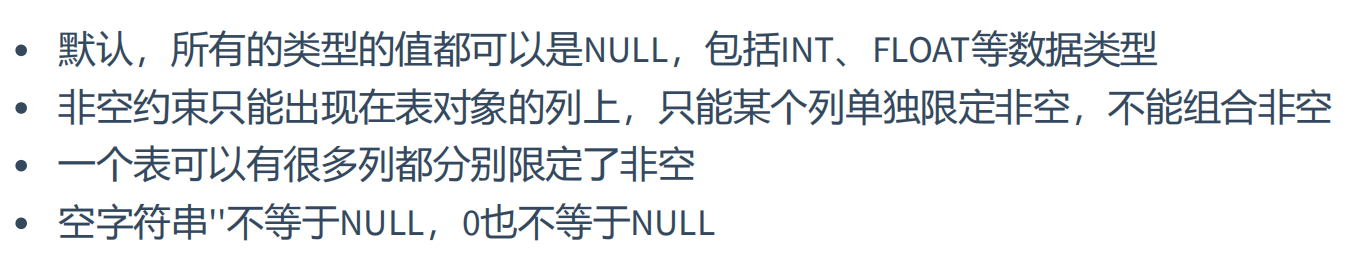 • 默认，所有的类型的值都可以是NULL，包括INT、FLOAT等数据类型
• 非空约束只能出现在表对象的列上，只能某个列单独限定非空，不能组合非空
• 一个表可以有很多列都分别限定了非空
• 空字符串''不等于NULL，0也不等于NULL